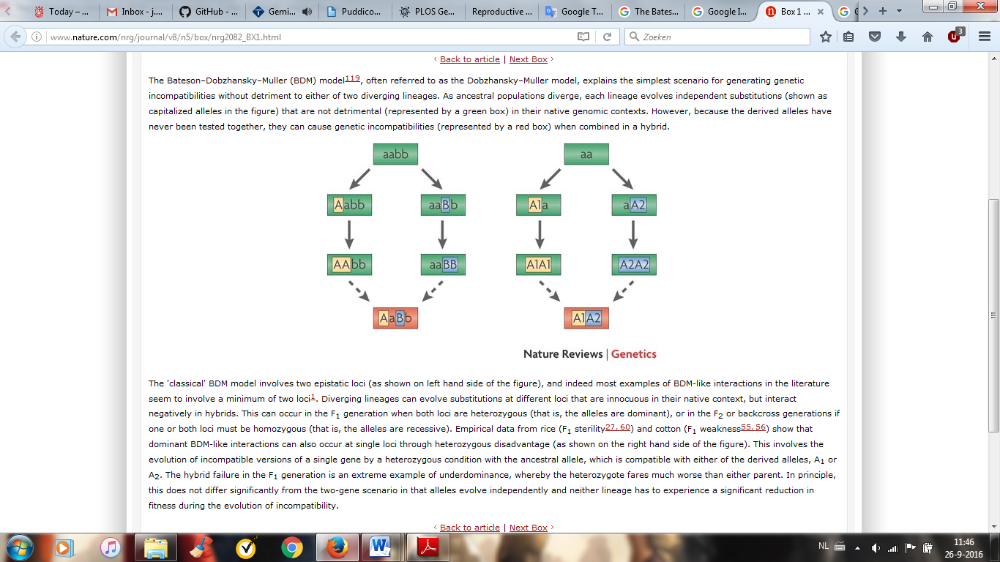 Today – ...
Inbox - j....
GitHub - ...
Gemi...
Puddico...
PLOS Ge...
Reproductive ...
Google T...
The Bates...
Google I...
Box 1 ...
www.nature.com/nrg/journal/v8/n5/box/nrg2082_BX1.html
Zoeken
3
‹ Back to article | Next Box ›
The Bateson–Dobzhansky–Muller (BDM) model119, often referred to as the Dobzhansky–Muller model, explains the simplest scenario for generating genetic
incompatibilities without detriment to either of two diverging lineages. As ancestral populations diverge, each lineage evolves independent substitutions (shown as
capitalized alleles in the figure) that are not detrimental (represented by a green box) in their native genomic contexts. However, because the derived alleles have
never been tested together, they can cause genetic incompatibilities (represented by a red box) when combined in a hybrid.
aabb aa
Aabb aaBb A1a aA2
AAbb aaBB A1A1 A2A2
AaBb A1A2
Nature Reviews | Genetics
The 'classical' BDM model involves two epistatic loci (as shown on left hand side of the figure), and indeed most examples of BDM-like interactions in the literature
seem to involve a minimum of two loci1. Diverging lineages can evolve substitutions at different loci that are innocuous in their native context, but interact
negatively in hybrids. This can occur in the F1 generation when both loci are heterozygous (that is, the alleles are dominant), or in the F2 or backcross generations if
one or both loci must be homozygous (that is, the alleles are recessive). Empirical data from rice (F1 sterility27, 60) and cotton (F1 weakness55, 56) show that
dominant BDM-like interactions can also occur at single loci through heterozygous disadvantage (as shown on the right hand side of the figure). This involves the
evolution of incompatible versions of a single gene by a heterozygous condition with the ancestral allele, which is compatible with either of the derived alleles, A1 or
A2. The hybrid failure in the F1 generation is an extreme example of underdominance, whereby the heterozygote fares much worse than either parent. In principle,
this does not differ significantly from the two-gene scenario in that alleles evolve independently and neither lineage has to experience a significant reduction in
fitness during the evolution of incompatibility.
‹ Back to article | Next Box ›
NL
11:46
26-9-2016